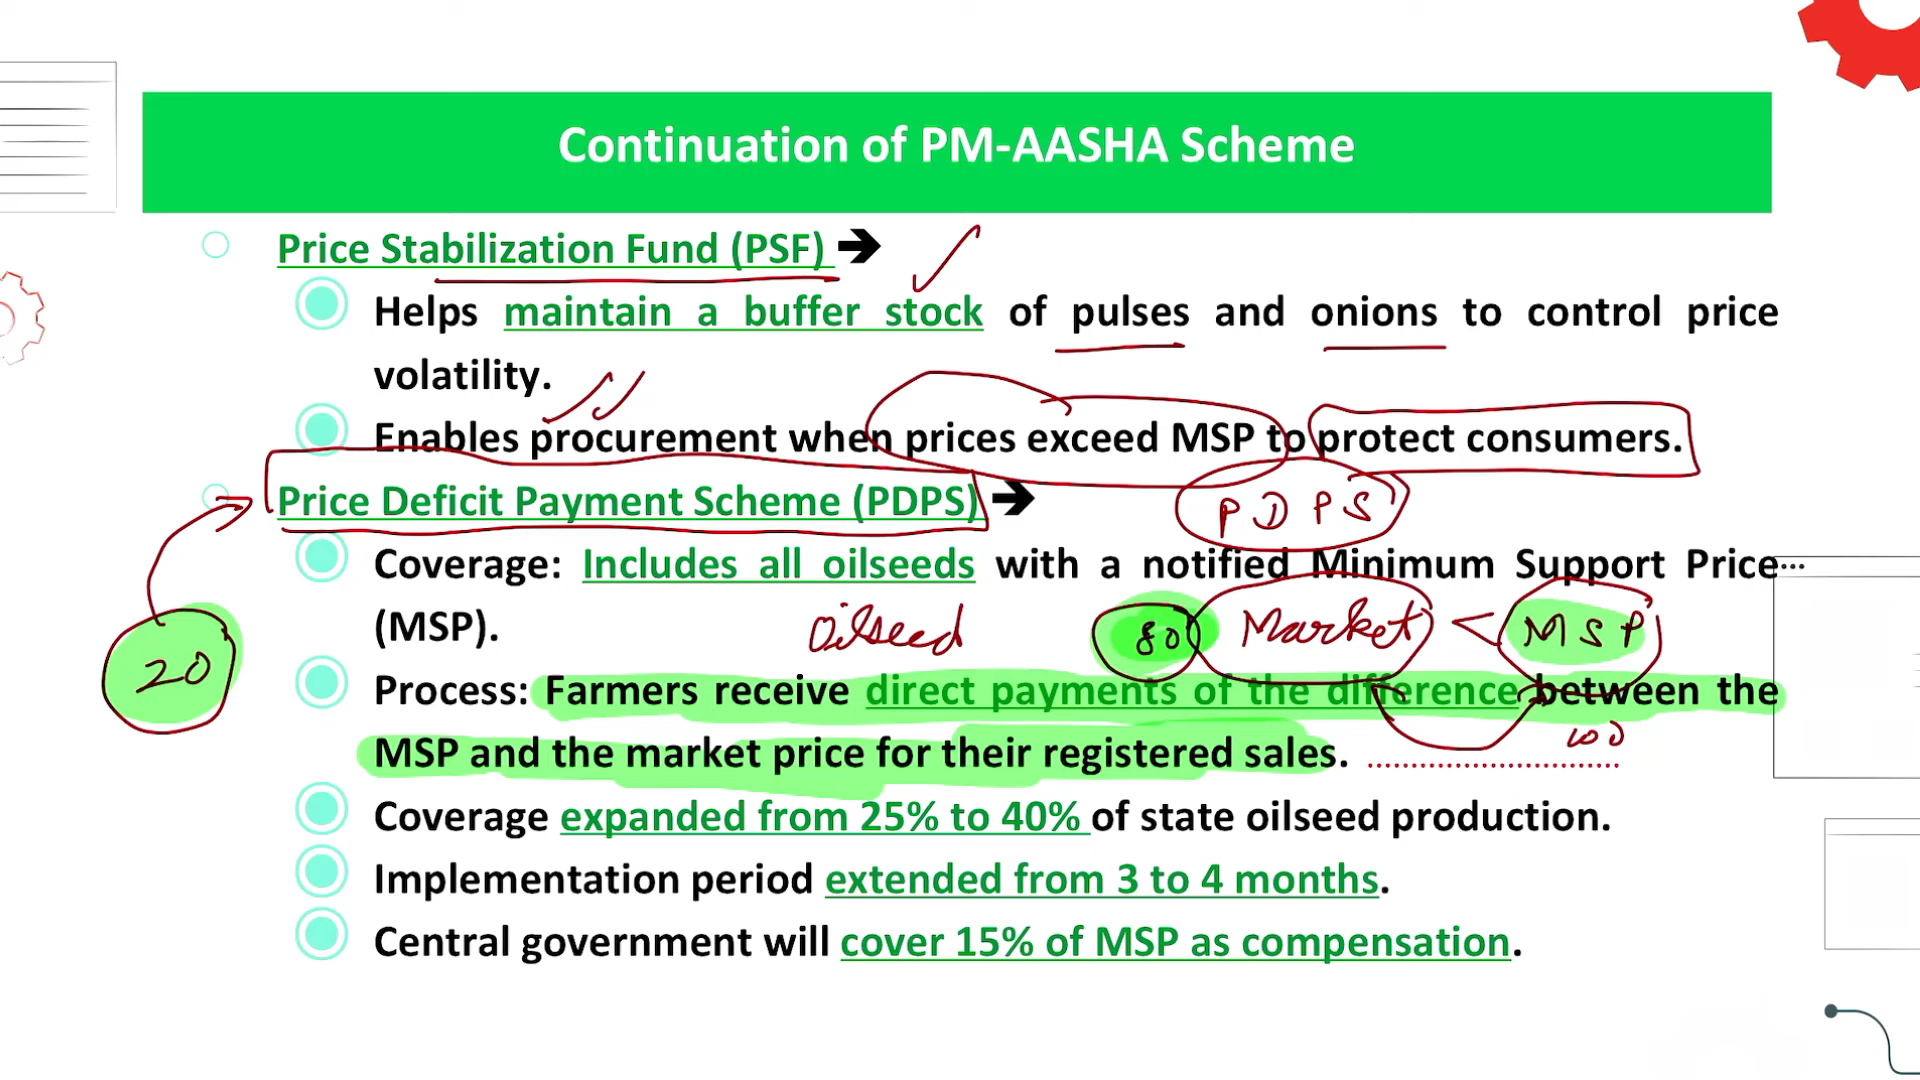 Continuation of PM-AASHA Scheme
Price Stabilization Fund (PSF) ➔
Helps maintain a buffer stock of pulses and onions to control price
volatility.
Enables procurement when prices exceed MSP to protect consumers.
Price Deficit Payment Scheme (PDPS) ➔
PDPS
Coverage: Includes all oilseeds with a notified Minimum Support Price
(MSP).
Oilseed 80 Market < MSP
20
Process: Farmers receive direct payments of the difference between the
100
MSP and the market price for their registered sales.
Coverage expanded from 25% to 40% of state oilseed production.
Implementation period extended from 3 to 4 months.
Central government will cover 15% of MSP as compensation.